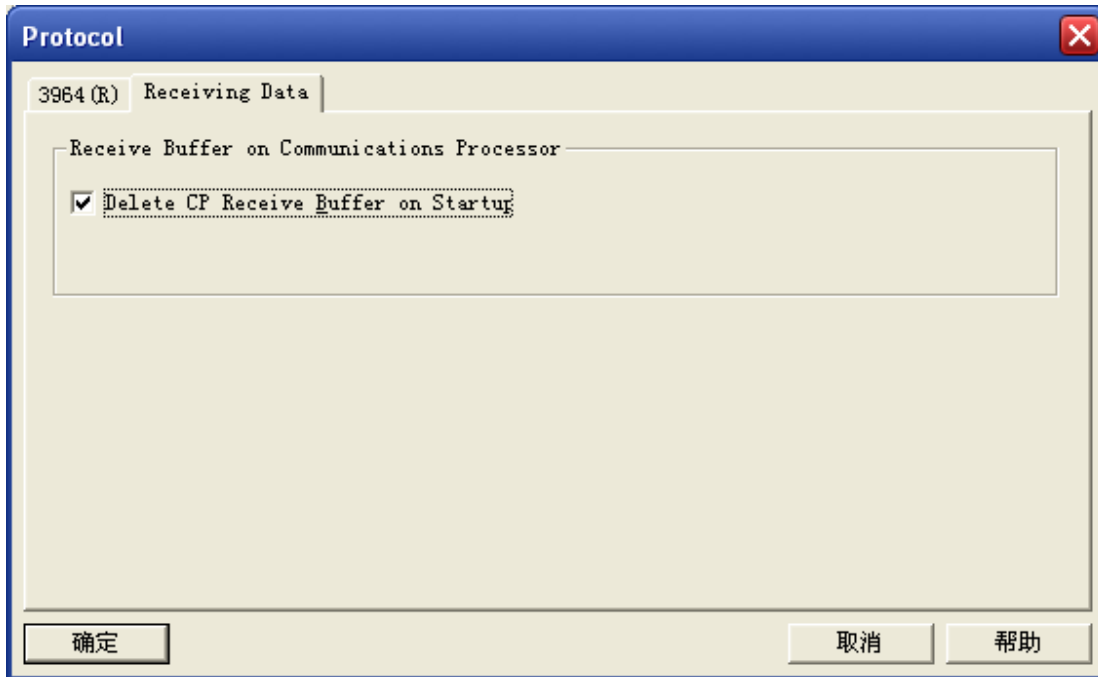 Protocol
3964(R) Receiving Data
Receive Buffer on Communications Processor
Delete CP Receive Buffer on Startup
确定 取消 帮助